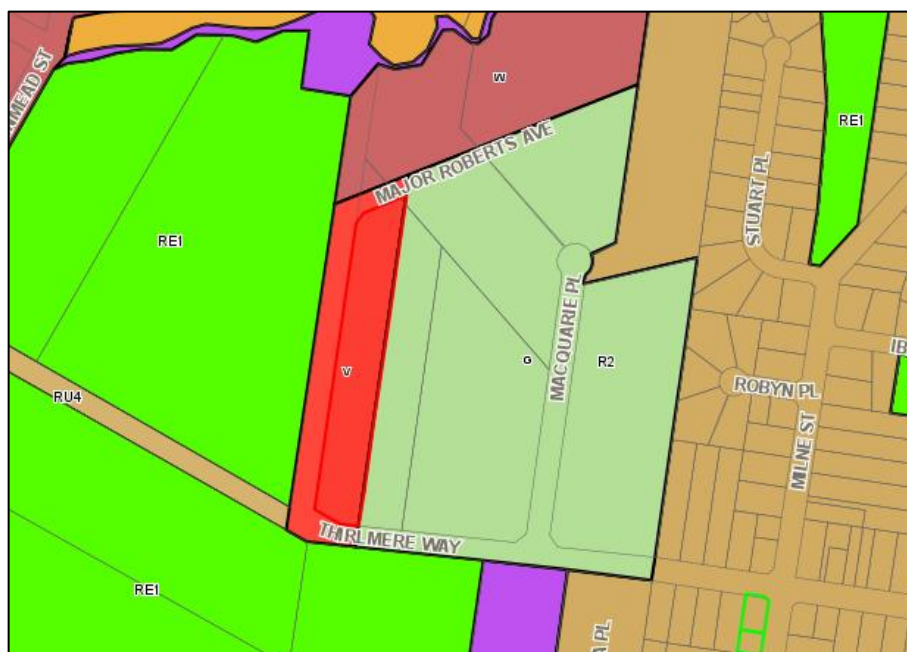 W
MAJOR ROBERTS AVE
RE1
STUART PL
RE1
MACQUARIE PL
G
R2
V
RU4
ROBYN PL
MILNE ST
THIRLMERE WAY
RE1